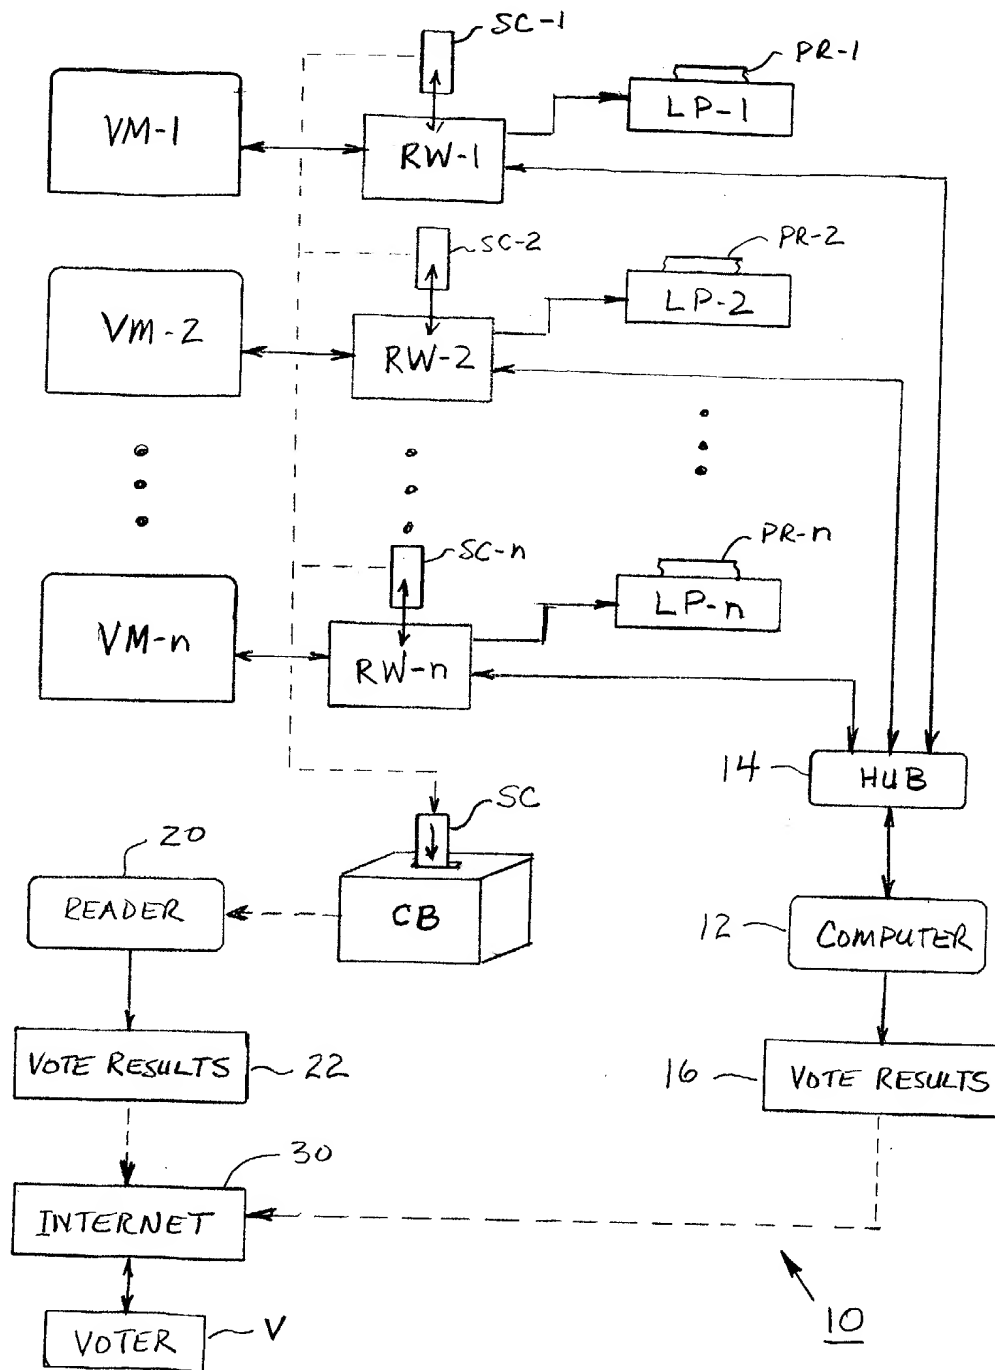 SC-1
PR-1
VM-1
RW-1
LP-1
SC-2
PR-2
VM-2
RW-2
LP-2
SC-n
PR-n
VM-n
RW-n
LP-n
14
HUB
SC
20
READER
CB
12
COMPUTER
VOTE RESULTS
22
16
VOTE RESULTS
30
INTERNET
VOTER
V
10